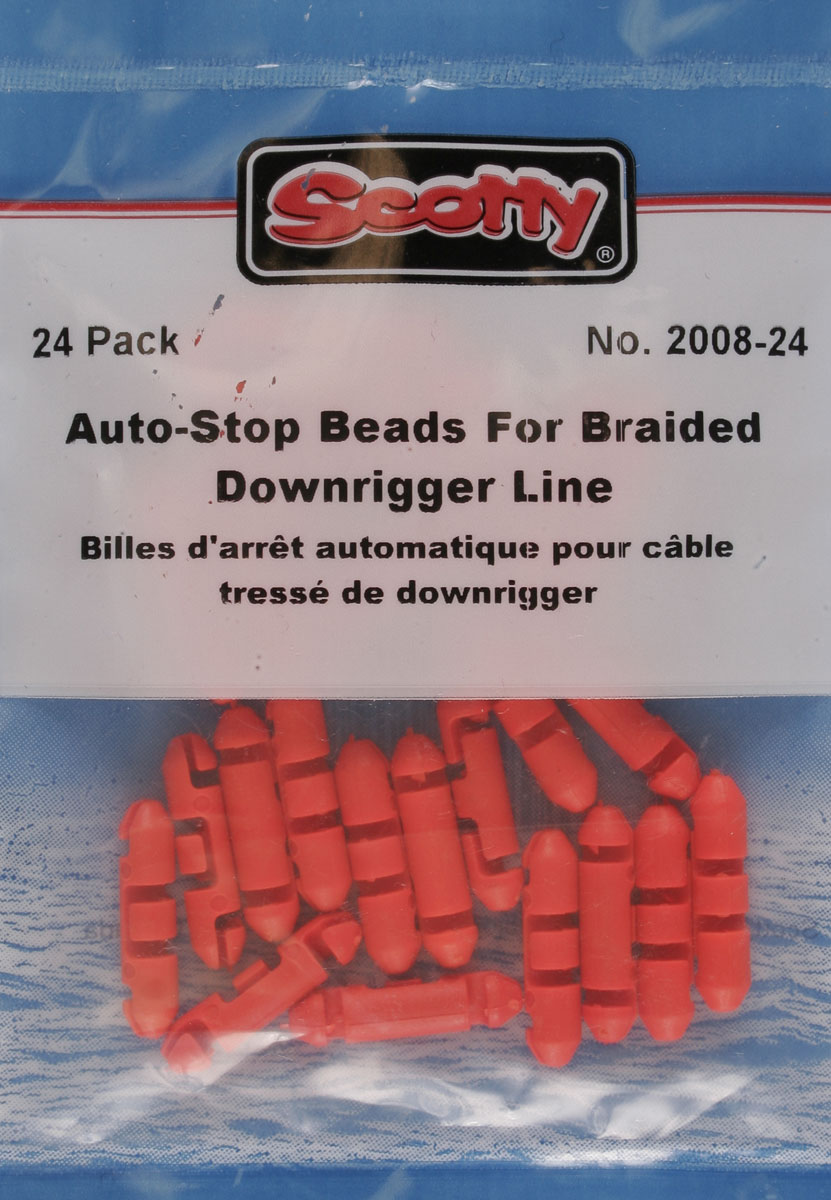 Scotty
®
24 Pack
No. 2008-24
Auto-Stop Beads For Braided
Downrigger Line
Billes d'arrêt automatique pour câble
tressé de downrigger